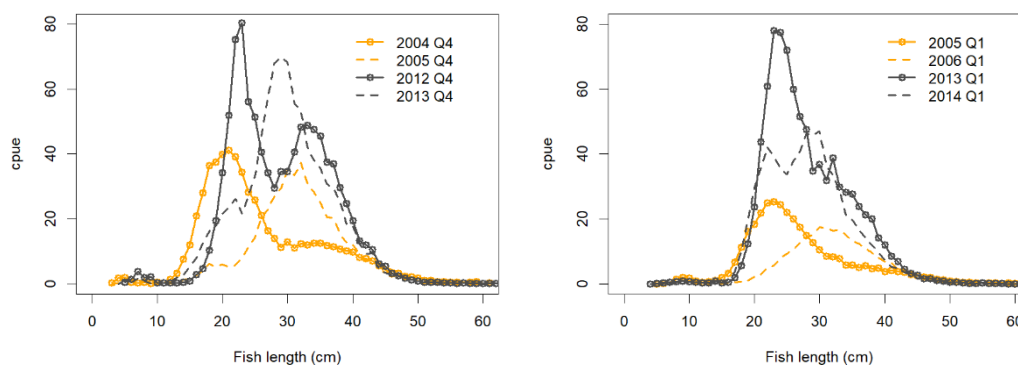 80
60
40
20
0
cpue
2004 Q4
2005 Q4
2012 Q4
2013 Q4
0 10 20 30 40 50 60
Fish length (cm)
80
60
40
20
0
cpue
2005 Q1
2006 Q1
2013 Q1
2014 Q1
0 10 20 30 40 50 60
Fish length (cm)